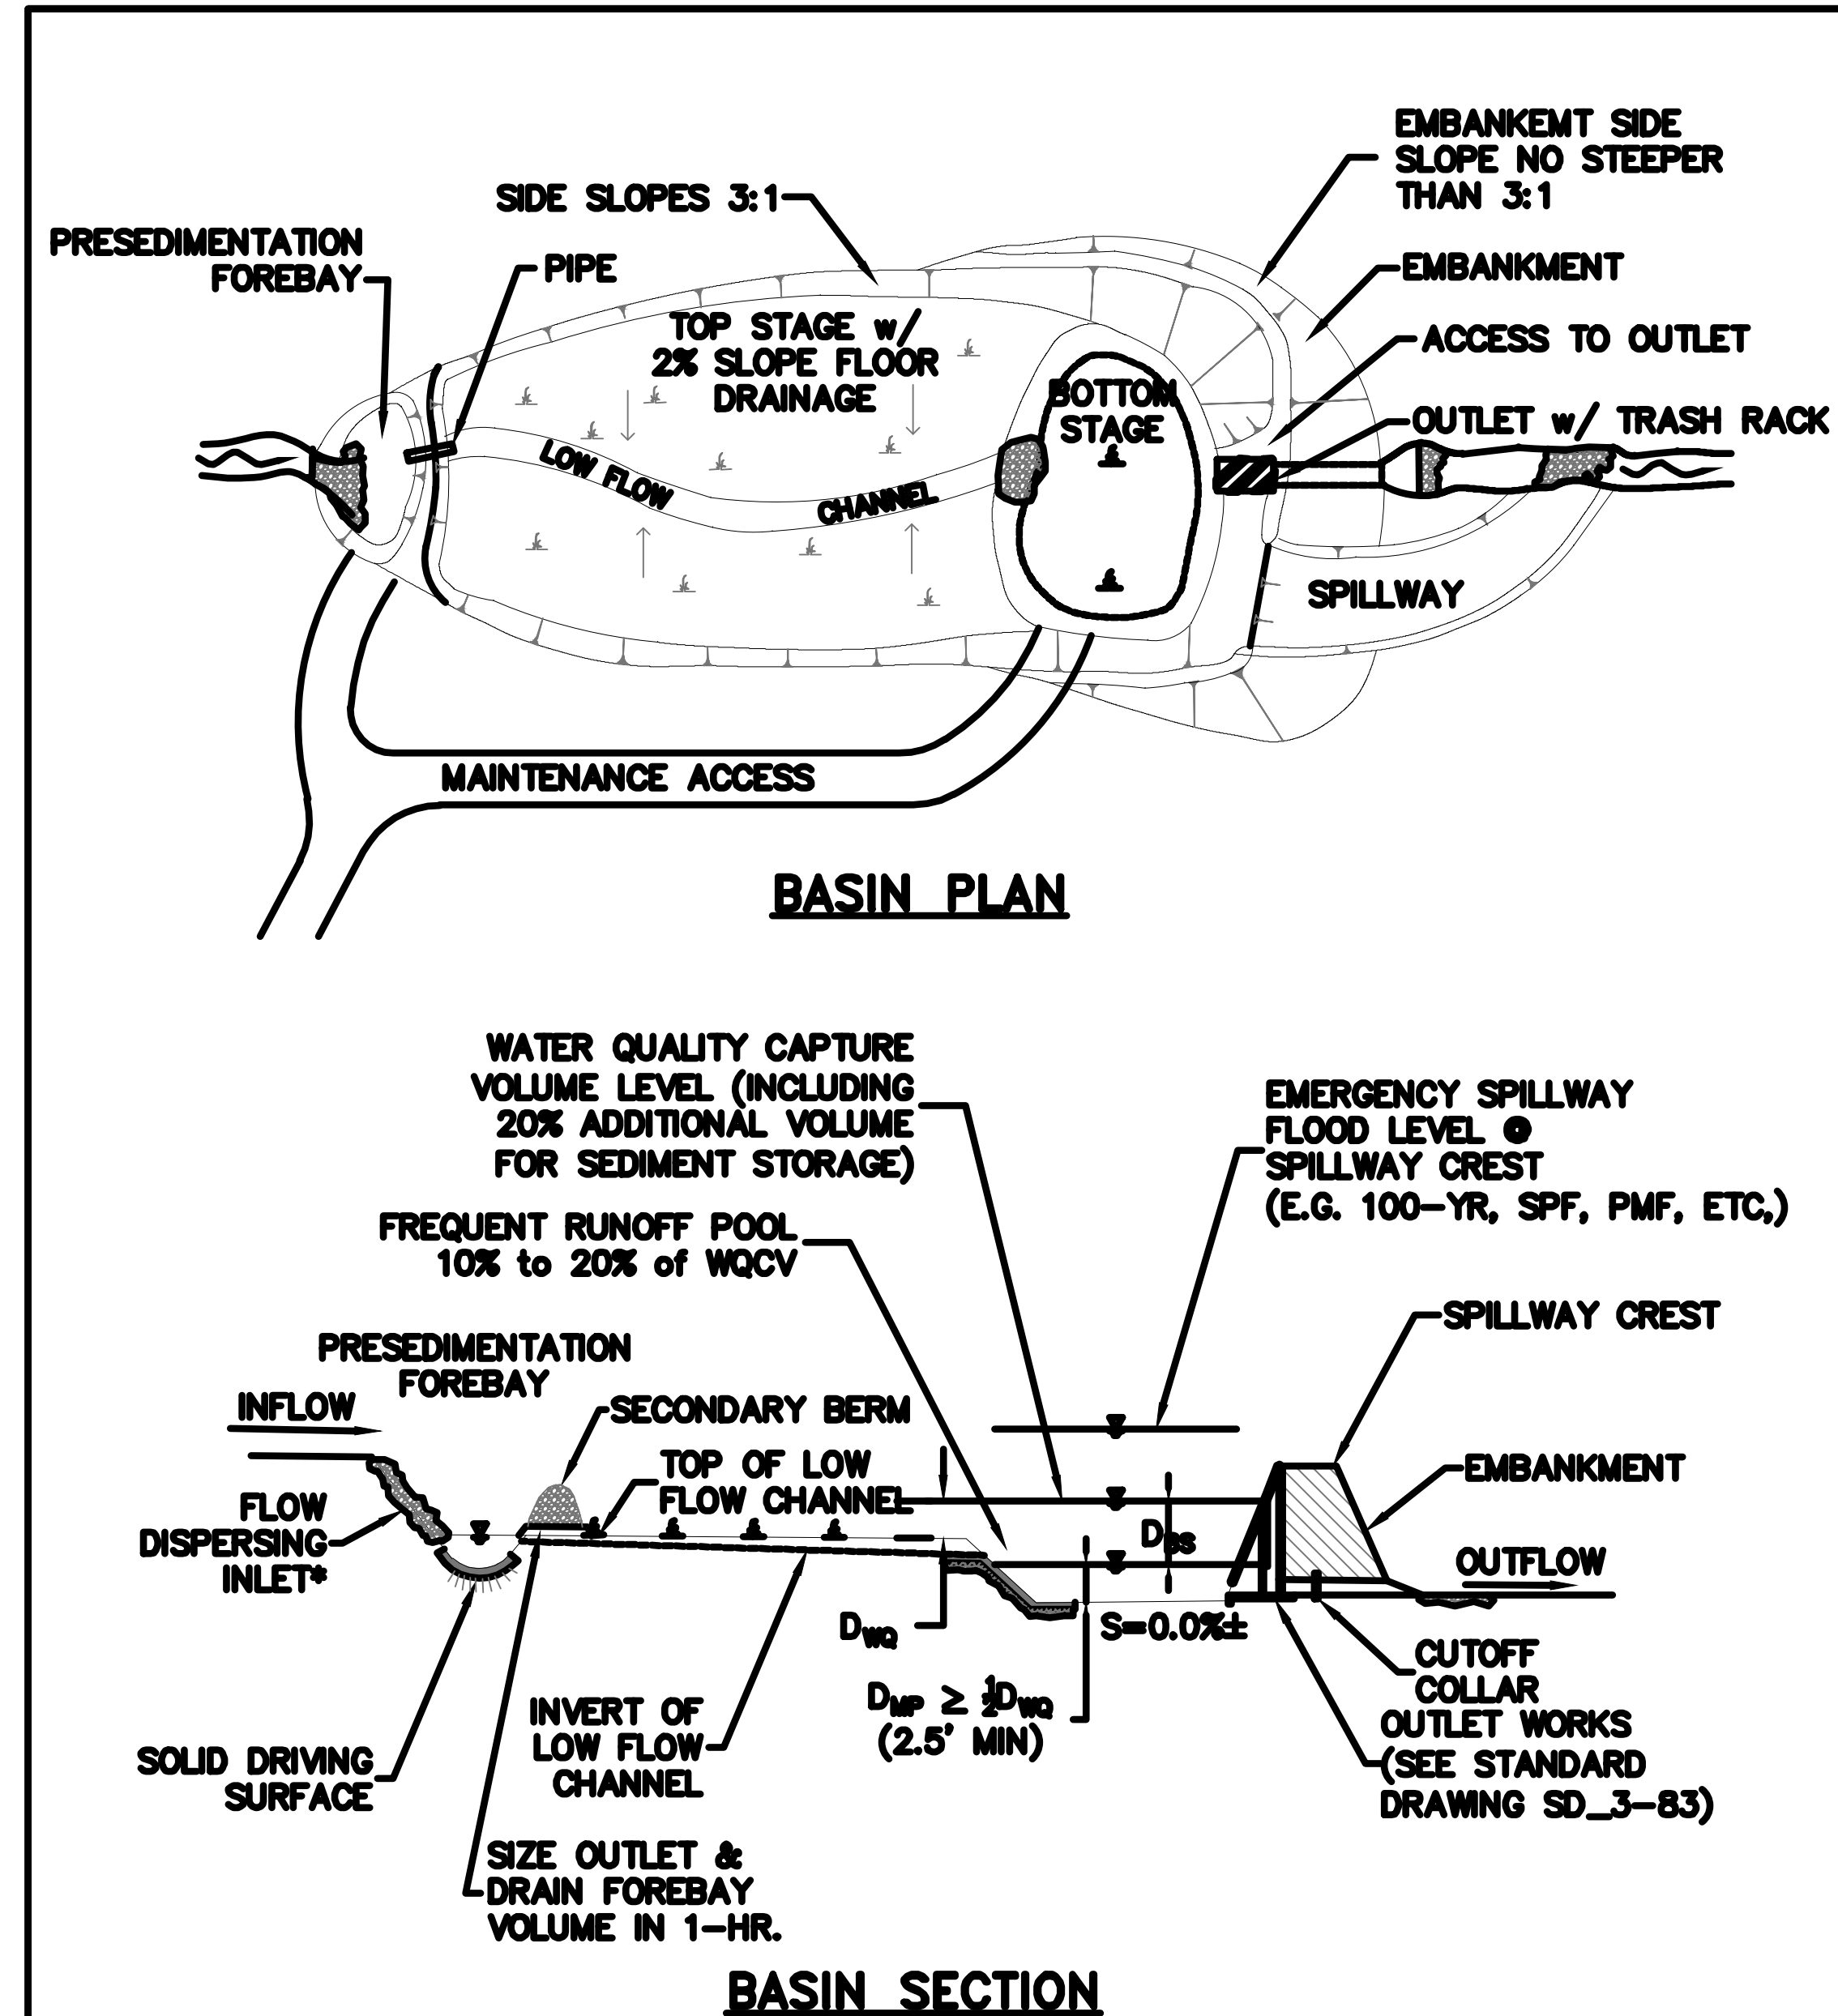 EMBANKEMT SIDE
SLOPE NO STEEPER
THAN 3:1
SIDE SLOPES 3:1
PRESEDIMENTATION
FOREBAY
PIPE
EMBANKMENT
TOP STAGE w/
2% SLOPE FLOOR
DRAINAGE
ACCESS TO OUTLET
BOTTOM
STAGE
OUTLET w/ TRASH RACK
LOW FLOW
CHANNEL
SPILLWAY
MAINTENANCE ACCESS
BASIN PLAN
WATER QUALITY CAPTURE
VOLUME LEVEL (INCLUDING
20% ADDITIONAL VOLUME
FOR SEDIMENT STORAGE)
EMERGENCY SPILLWAY
FLOOD LEVEL @
SPILLWAY CREST
(E.G. 100-YR, SPF, PMF, ETC,)
FREQUENT RUNOFF POOL
10% to 20% of WQCV
SPILLWAY CREST
PRESEDIMENTATION
FOREBAY
INFLOW
SECONDARY BERM
TOP OF LOW
FLOW CHANNEL
EMBANKMENT
FLOW
DISPERSING
INLET*
DBS
OUTFLOW
DWQ
S=0.0%±
CUTOFF
COLLAR
DMP ≥ ½DWQ
(2.5' MIN)
INVERT OF
LOW FLOW
CHANNEL
OUTLET WORKS
(SEE STANDARD
DRAWING SD_3-83)
SOLID DRIVING
SURFACE
SIZE OUTLET &
DRAIN FOREBAY
VOLUME IN 1-HR.
BASIN SECTION